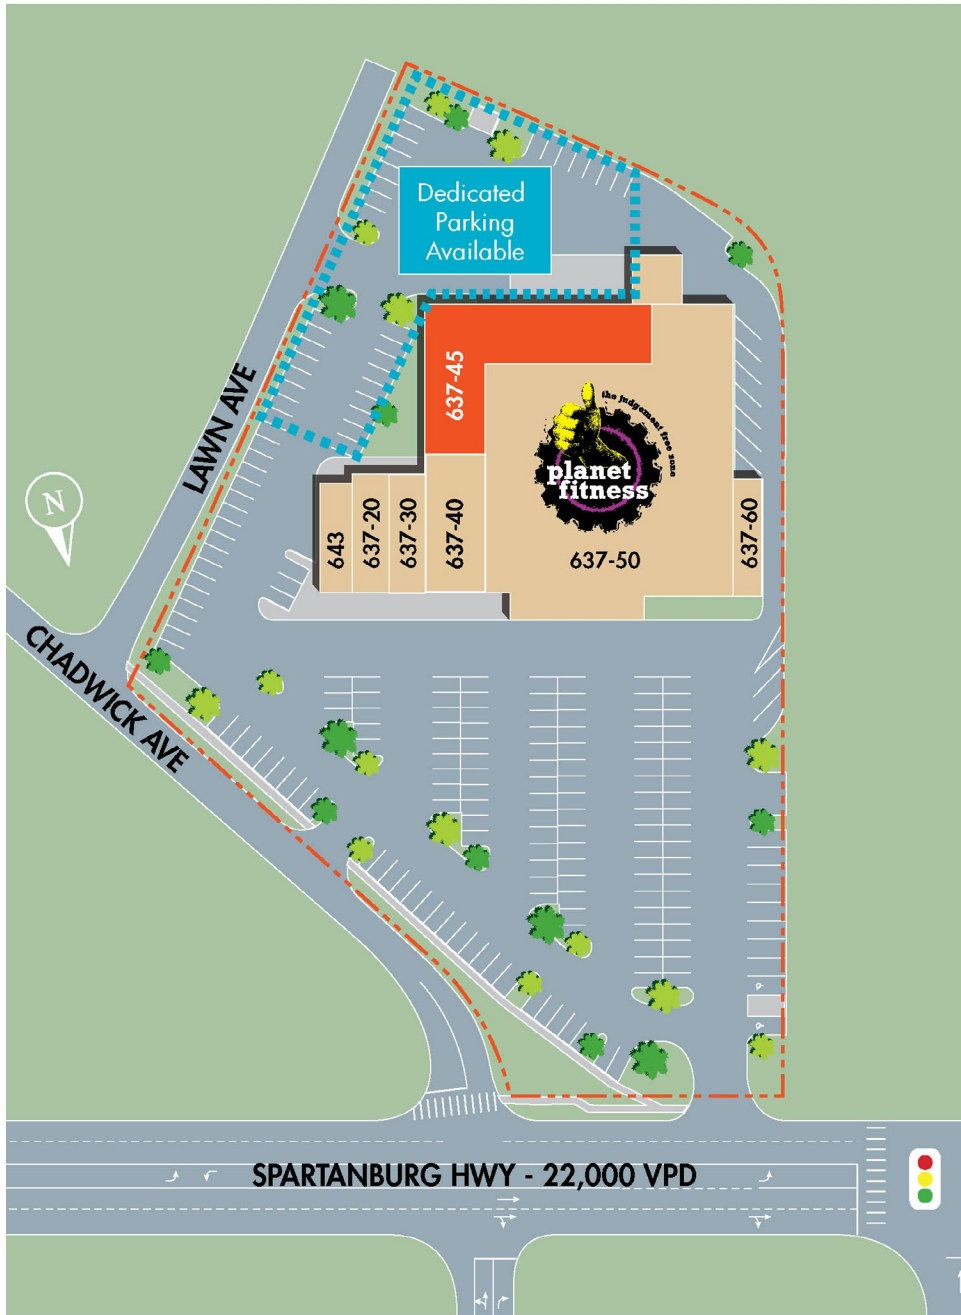 Dedicated
Parking
Available
LAWN AVE
637-45
the judgement free zone
planet
fitness
N
643
637-20
637-30
637-40
637-50
637-60
CHADWICK AVE
SPARTANBURG HWY - 22,000 VPD